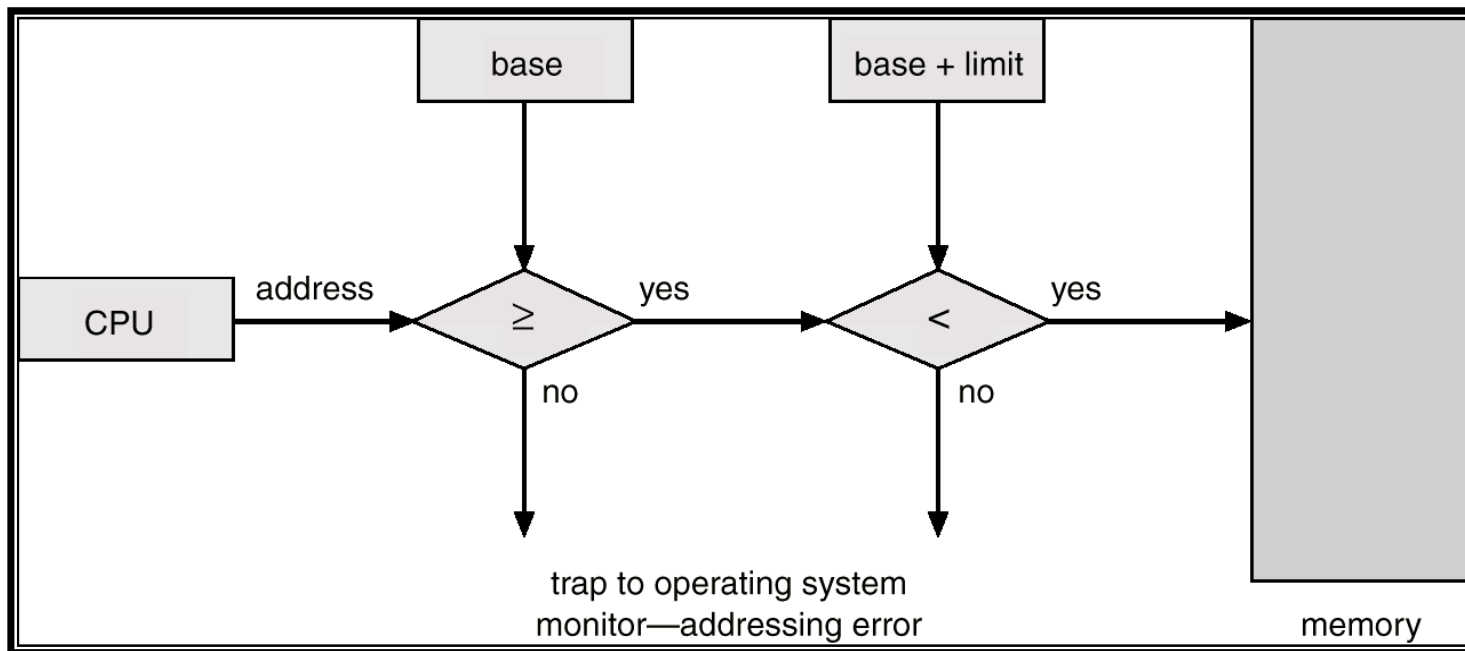 base
base + limit
address
yes
yes
CPU
≥
<
no
no
trap to operating system
monitor—addressing error
memory